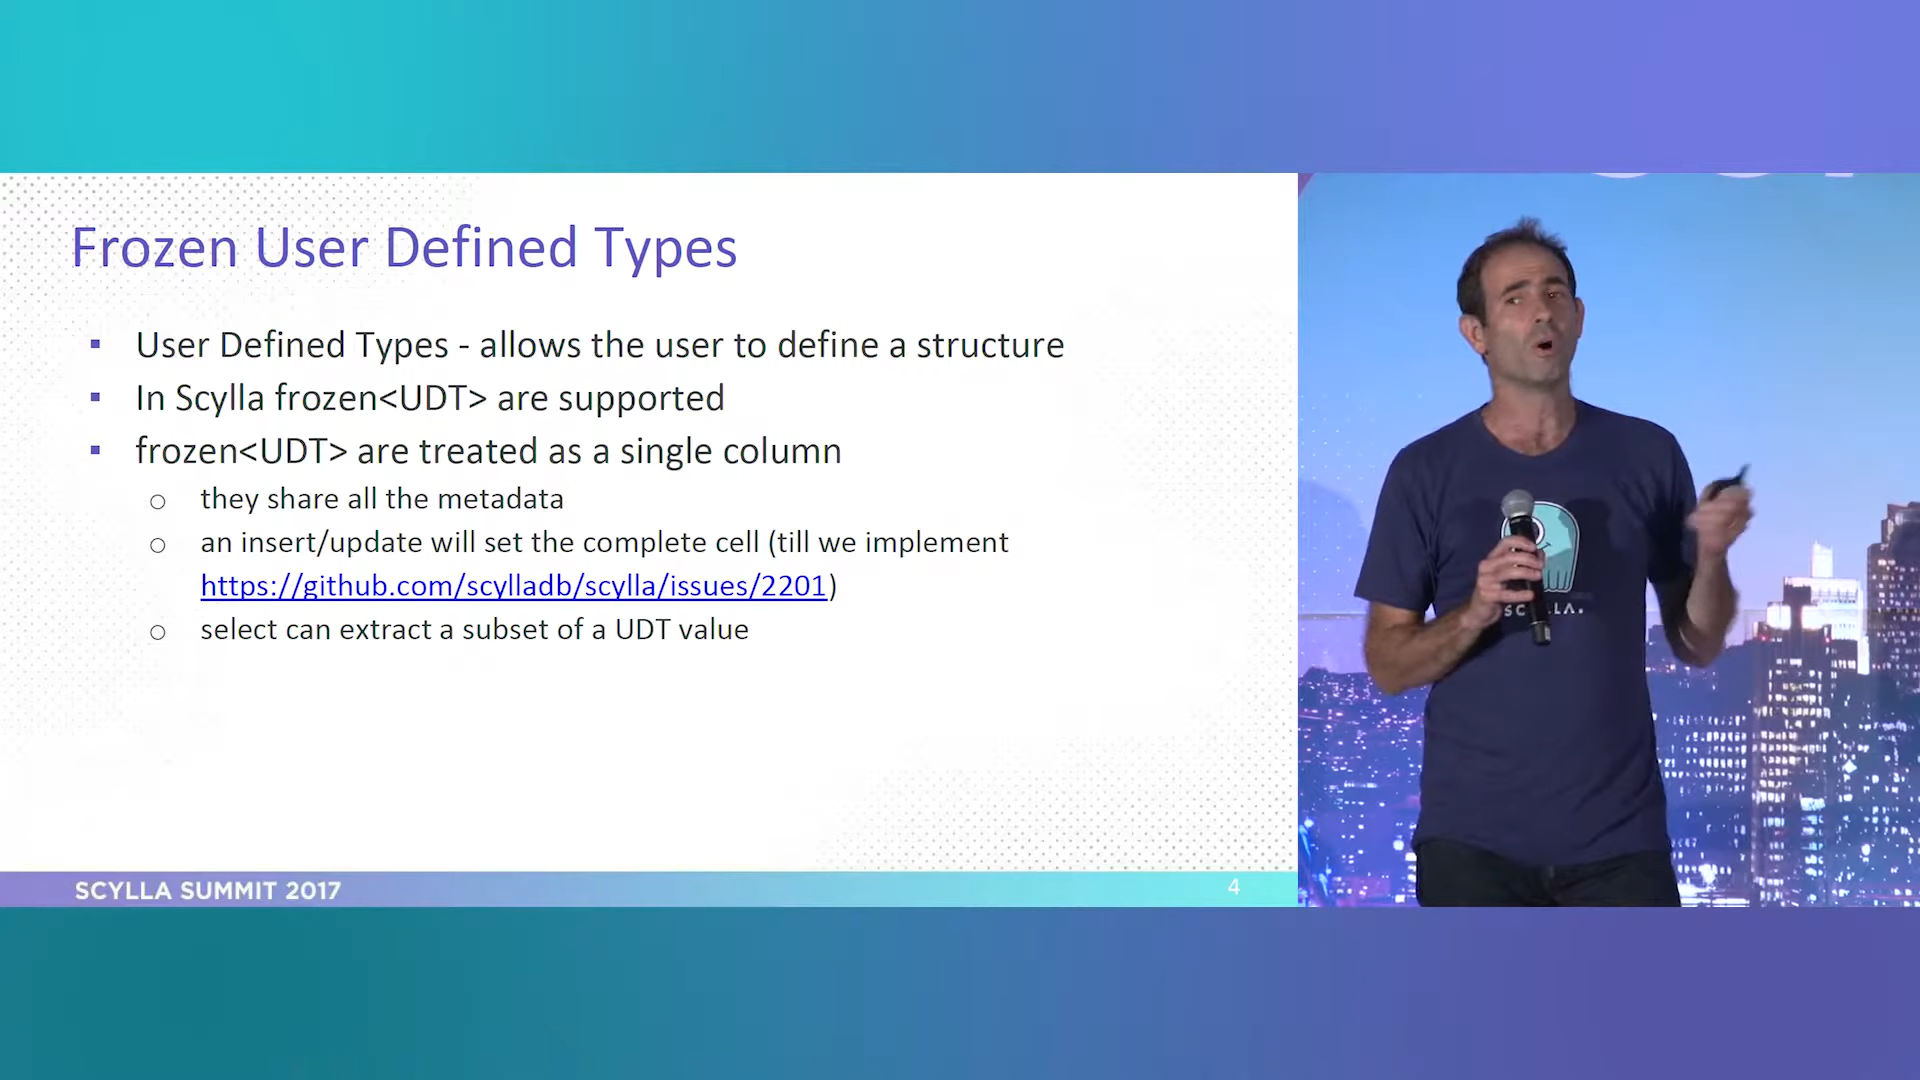 Frozen User Defined Types
▪ User Defined Types - allows the user to define a structure
▪ In Scylla frozen<UDT> are supported
▪ frozen<UDT> are treated as a single column
○ they share all the metadata
○ an insert/update will set the complete cell (till we implement
https://github.com/scylladb/scylla/issues/2201)
○ select can extract a subset of a UDT value
SCYLLA SUMMIT 2017
4
SCYLLA.